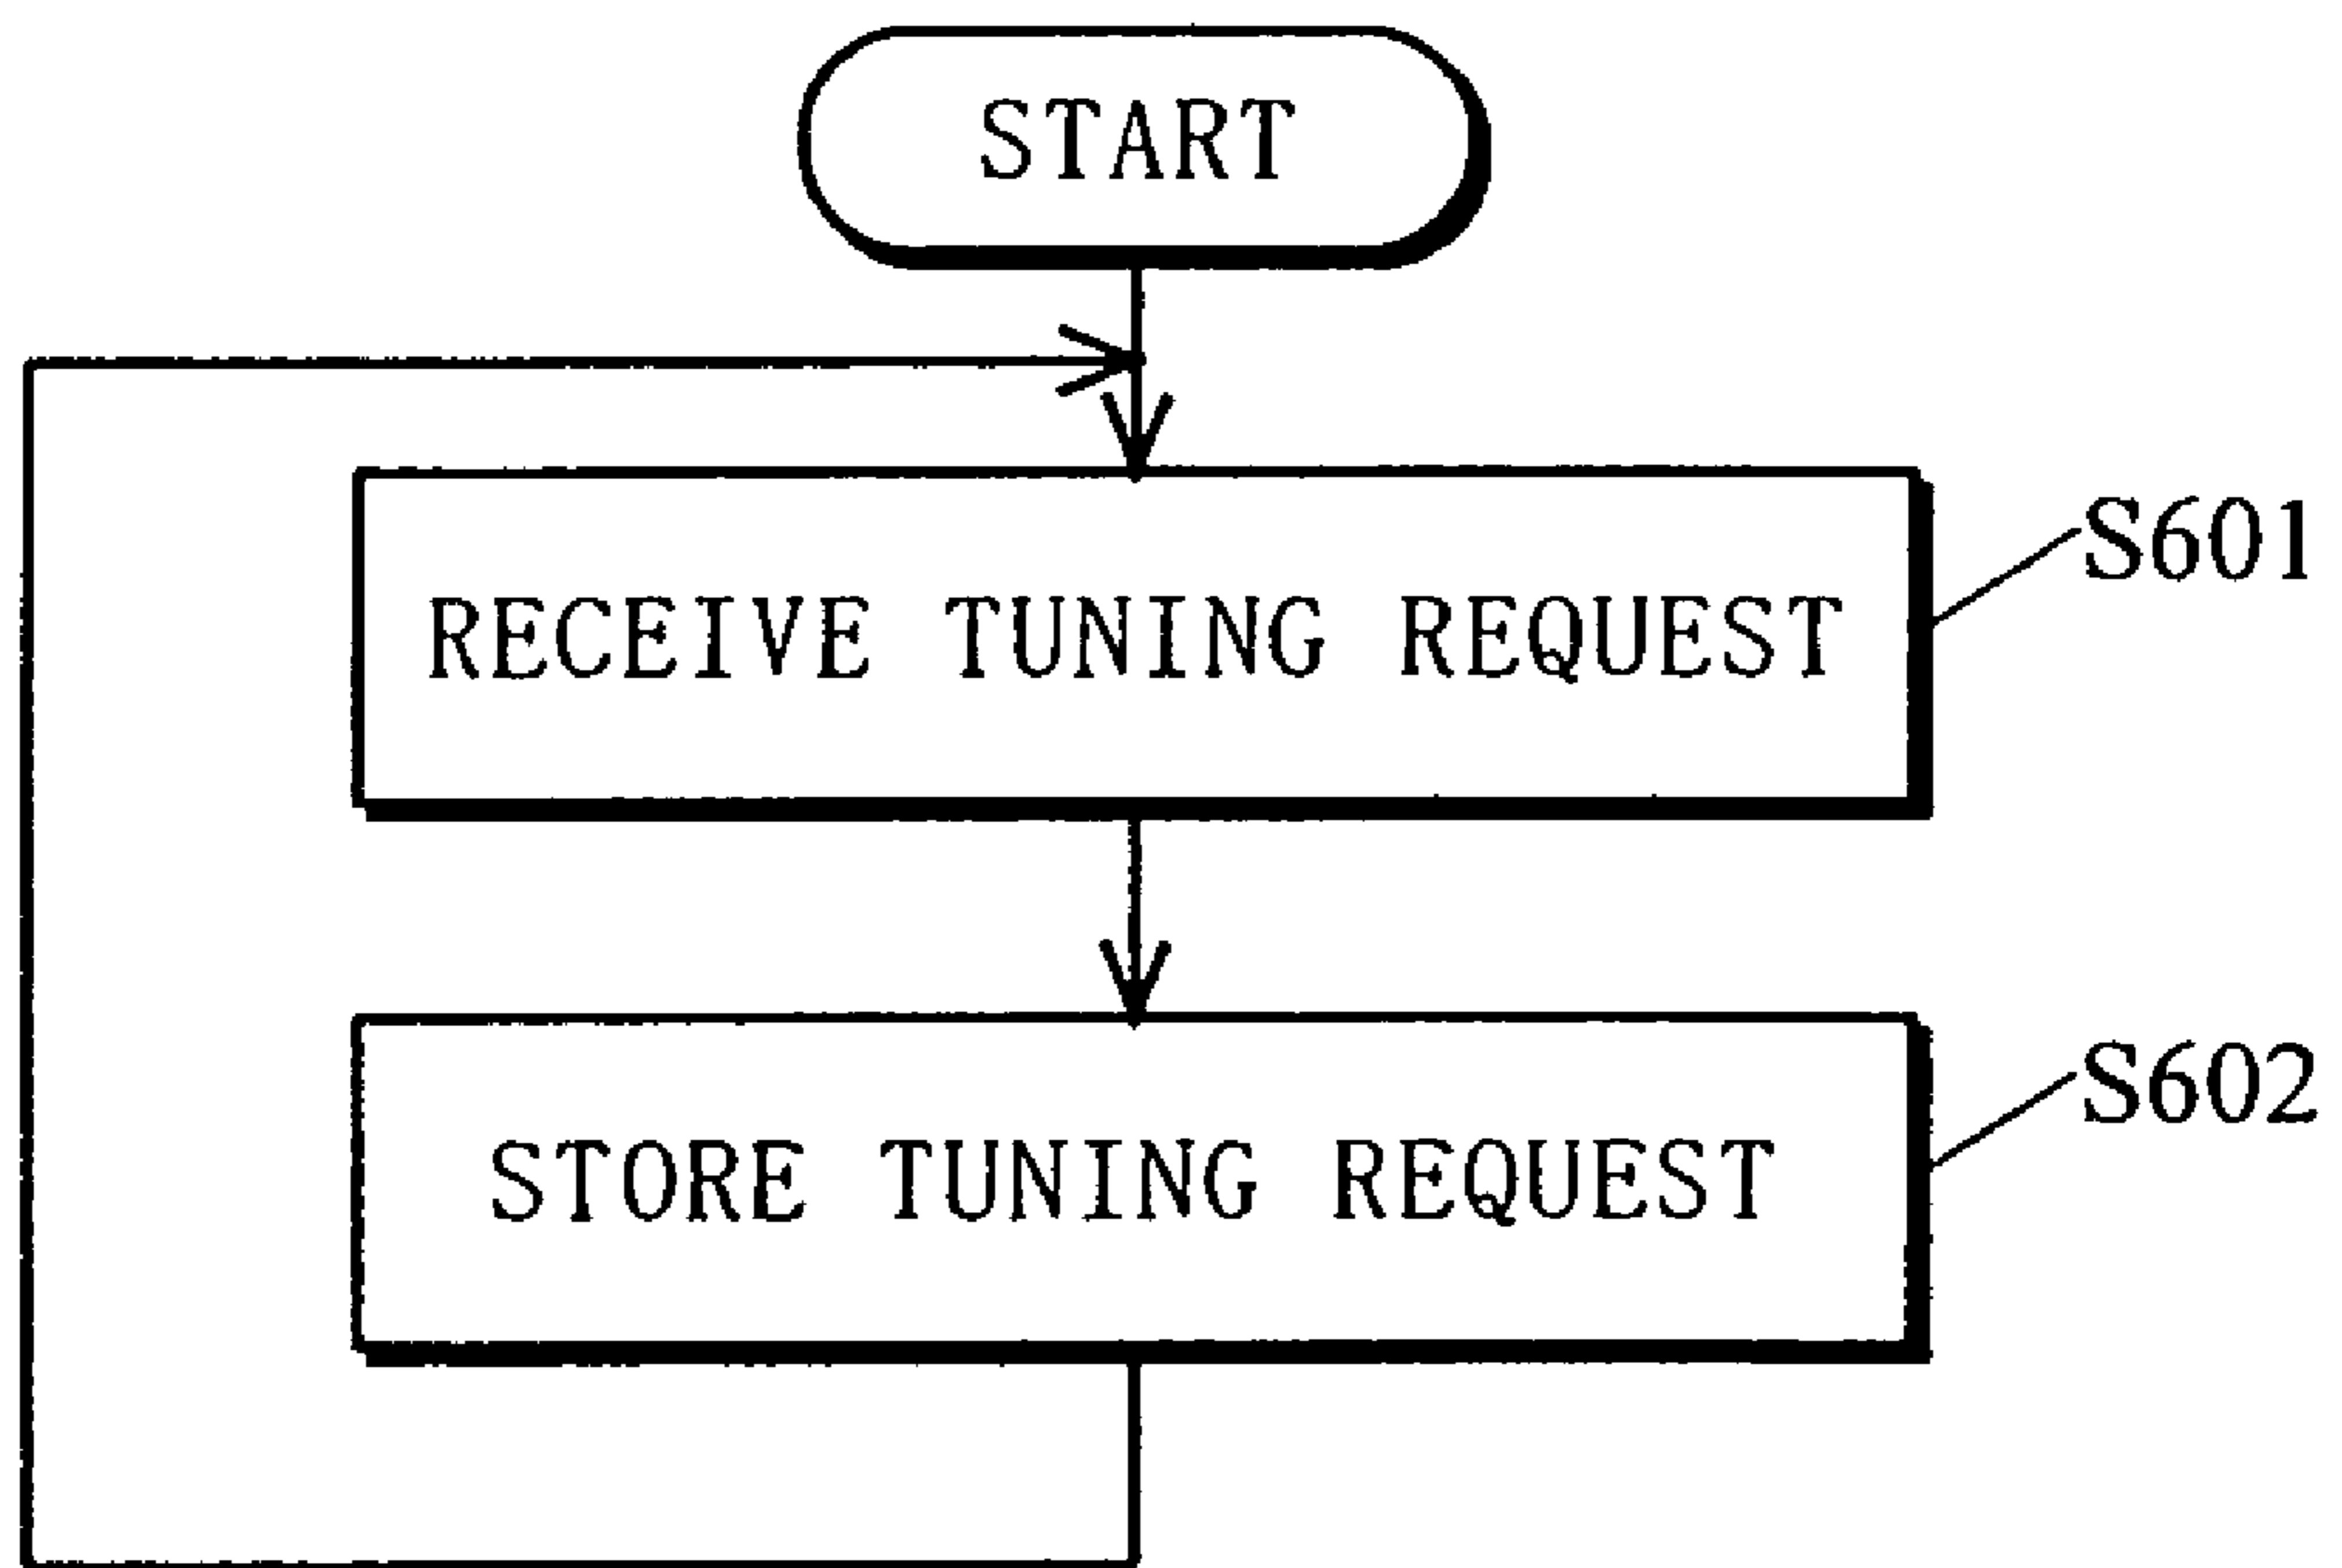 START
S601
RECEIVE TUNING REQUEST
S602
STORE TUNING REQUEST